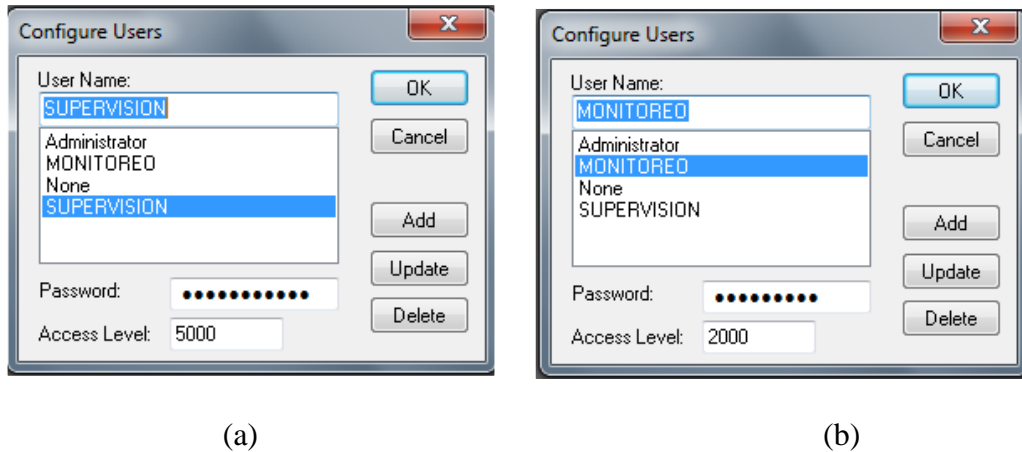 Configure Users
User Name:
SUPERVISION
Administrator
MONITOREO
None
SUPERVISION
Password:
●●●●●●●●●●●
Access Level: 5000
OK
Cancel
Add
Update
Delete
(a)
Configure Users
User Name:
MONITOREO
Administrator
MONITOREO
None
SUPERVISION
Password:
●●●●●●●●●
Access Level: 2000
OK
Cancel
Add
Update
Delete
(b)